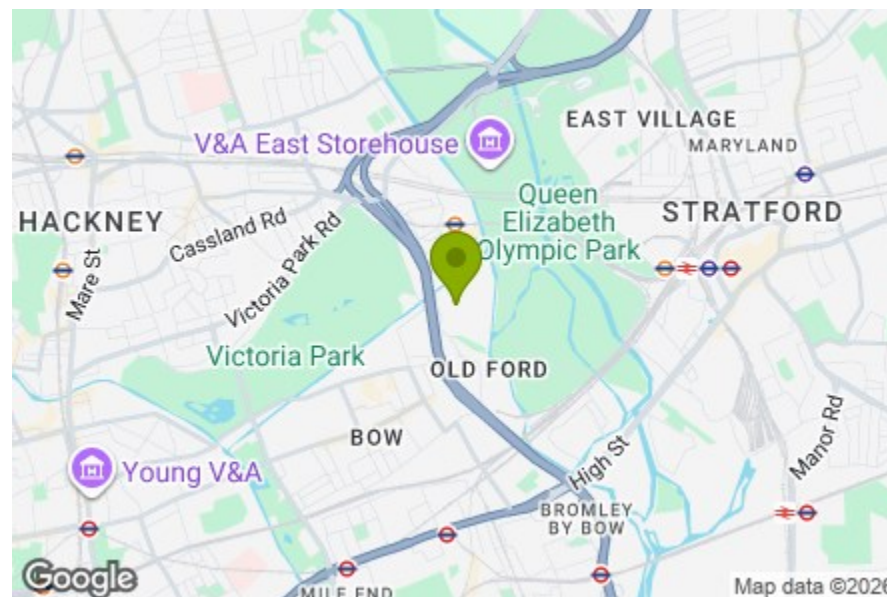 EAST VILLAGE
V&A East Storehouse
MARYLAND
Queen
Elizabeth
Olympic Park
STRATFORD
HACKNEY
Cassland Rd
Victoria Park Rd
Mare St
Victoria Park
OLD FORD
BOW
Manor Rd
High St
Young V&A
BROMLEY
BY BOW
MILE END
Google
Map data ©2026